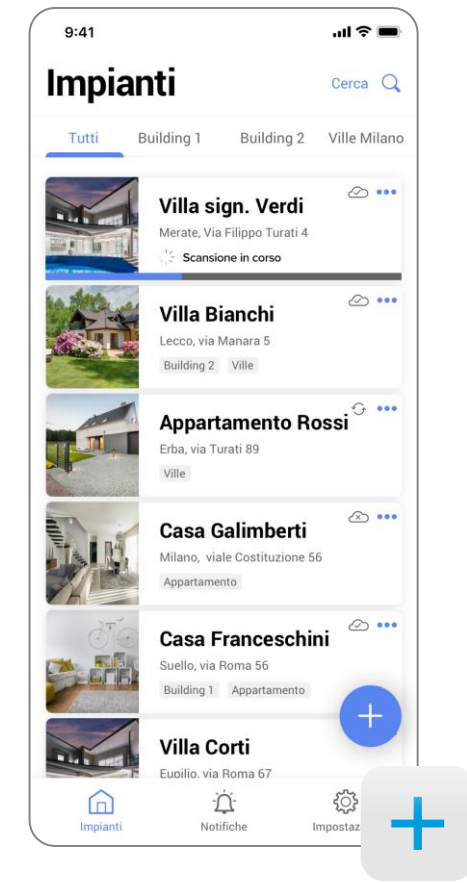 9:41
Impianti
Cerca
Tutti Building 1 Building 2 Ville Milano
Villa sign. Verdi
Merate, Via Filippo Turati 4
Scansione in corso
Villa Bianchi
Lecco, via Manara 5
Building 2 Ville
Appartamento Rossi
Erba, via Turati 89
Ville
Casa Galimberti
Milano, viale Costituzione 56
Appartamento
Casa Franceschini
Suello, via Roma 56
Building 1 Appartamento
Villa Corti
Eupilio, via Roma 67
Impianti Notifiche Impostaz